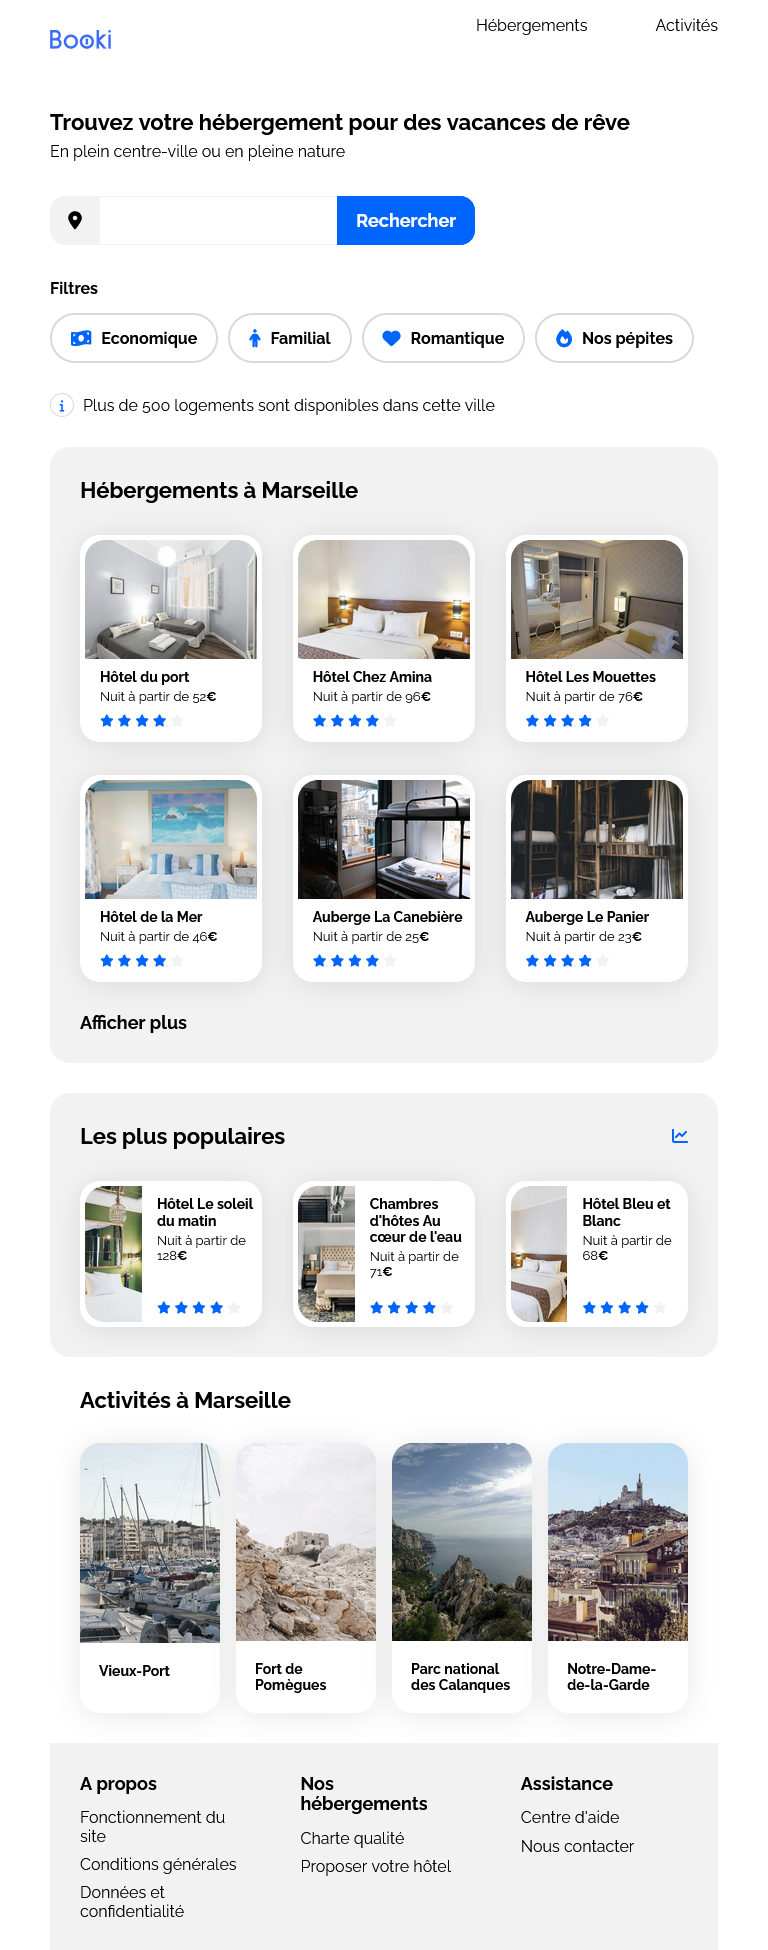 Booki
Hébergements
Activités
Trouvez votre hébergement pour des vacances de rêve
En plein centre-ville ou en pleine nature
Rechercher
Filtres
Economique
Familial
Romantique
Nos pépites
Plus de 500 logements sont disponibles dans cette ville
Hébergements à Marseille
Hôtel du port
Nuit à partir de 52€
Hôtel Chez Amina
Nuit à partir de 96€
Hôtel Les Mouettes
Nuit à partir de 76€
Hôtel de la Mer
Nuit à partir de 46€
Auberge La Canebière
Nuit à partir de 25€
Auberge Le Panier
Nuit à partir de 23€
Afficher plus
Les plus populaires
Hôtel Le soleil
du matin
Nuit à partir de
128€
Chambres
d'hôtes Au
cœur de l'eau
Nuit à partir de
71€
Hôtel Bleu et
Blanc
Nuit à partir de
68€
Activités à Marseille
Vieux-Port
Fort de
Pomègues
Parc national
des Calanques
Notre-Dame-
de-la-Garde
A propos
Fonctionnement du
site
Conditions générales
Données et
confidentialité
Nos
hébergements
Charte qualité
Proposer votre hôtel
Assistance
Centre d'aide
Nous contacter